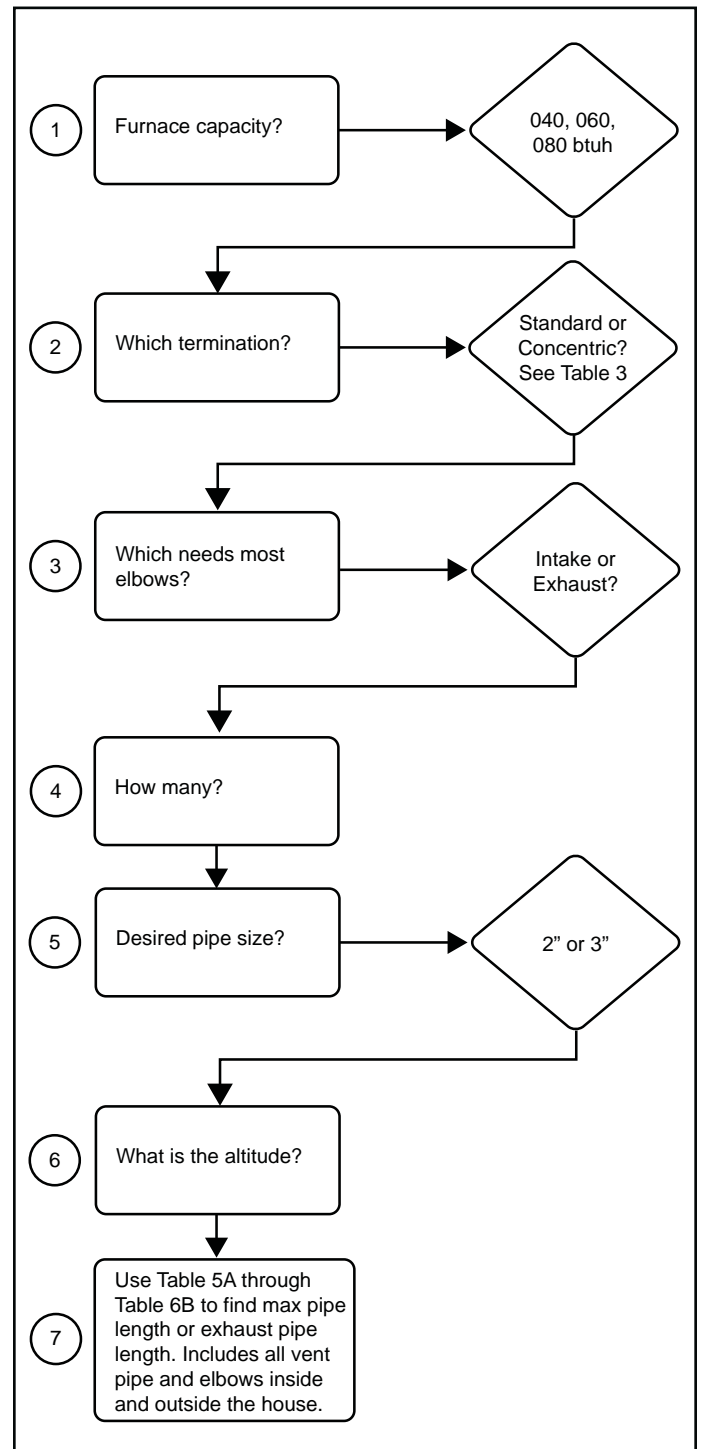 1
Furnace capacity?
040, 060,
080 btuh
2
Which termination?
Standard or
Concentric?
See Table 3
3
Which needs most
elbows?
Intake or
Exhaust?
4
How many?
5
Desired pipe size?
2” or 3”
6
What is the altitude?
7
Use Table 5A through
Table 6B to find max pipe
length or exhaust pipe
length. Includes all vent
pipe and elbows inside
and outside the house.